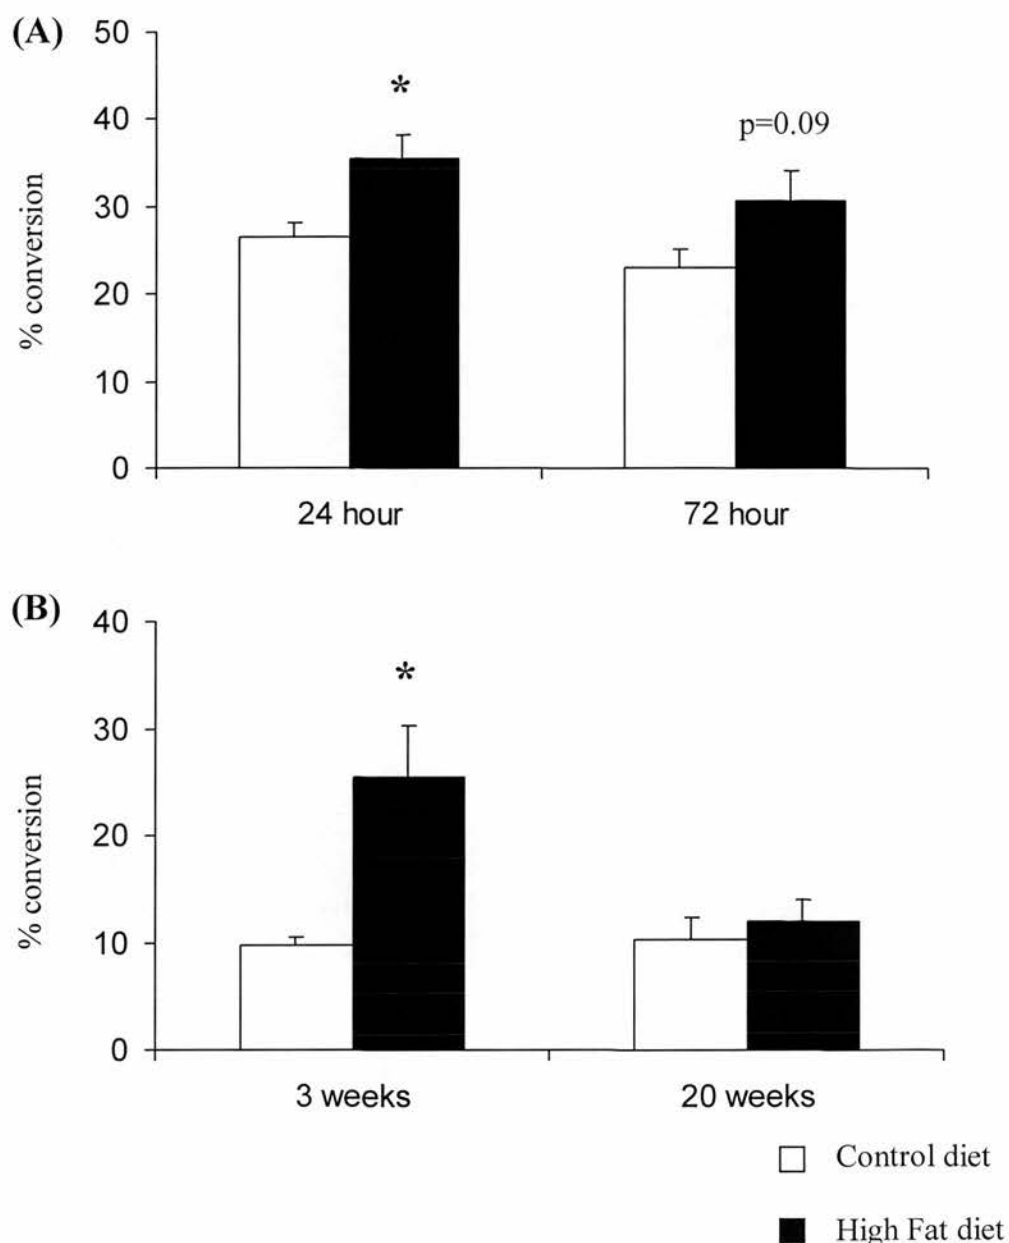 (A)
50
40
30
20
10
0
% conversion
*
p=0.09
24 hour
72 hour
(B)
40
30
20
10
0
% conversion
*
3 weeks
20 weeks
Control diet
High Fat diet